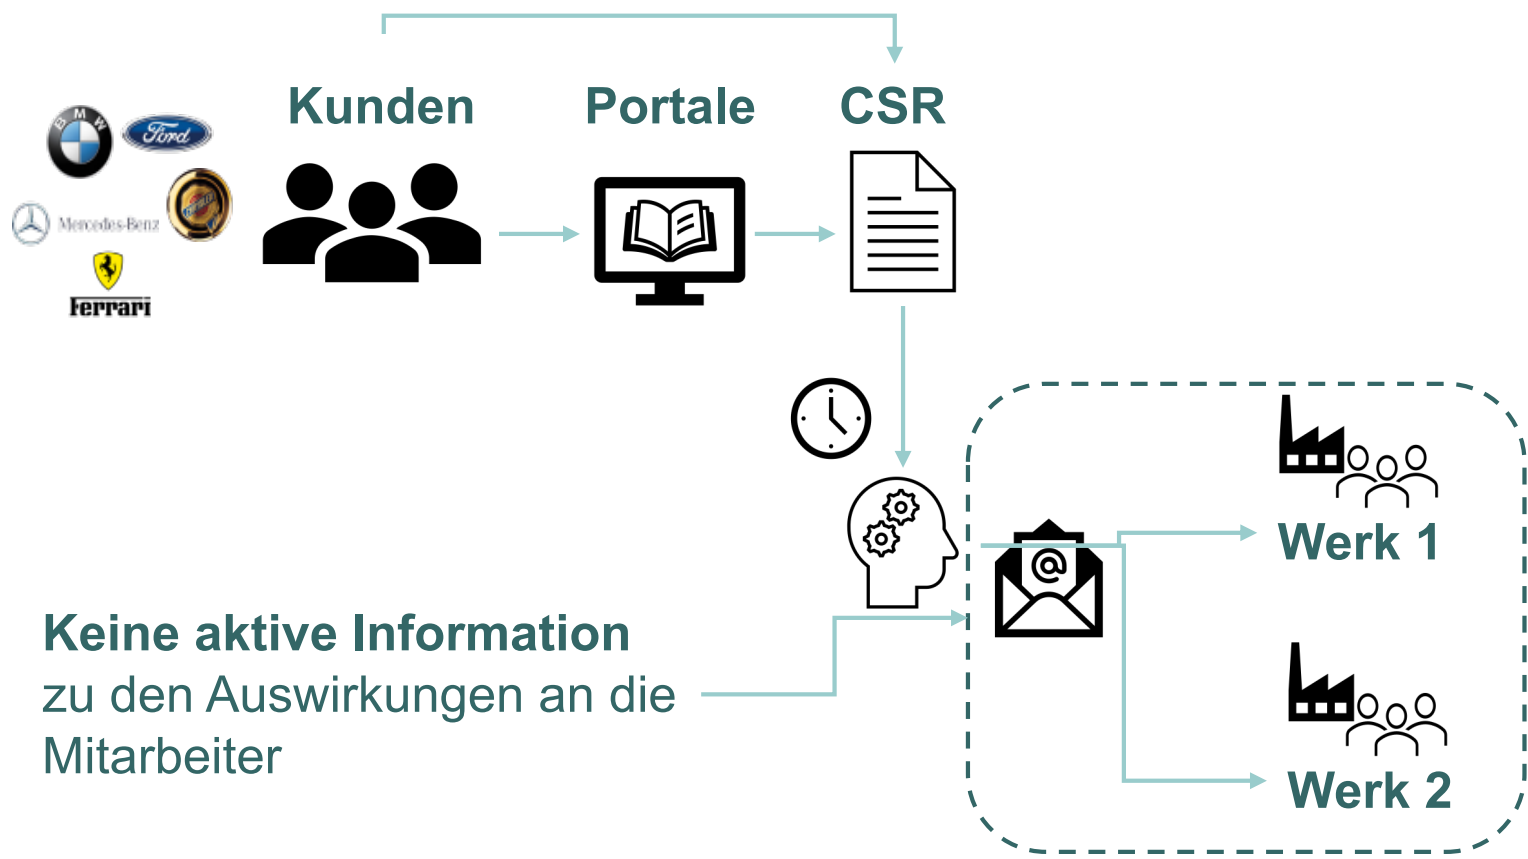 Kunden
Portale
CSR
BMW
Ford
Mercedes-Benz
Ferrari
@
Werk 1
Keine aktive Information
zu den Auswirkungen an die
Mitarbeiter
Werk 2